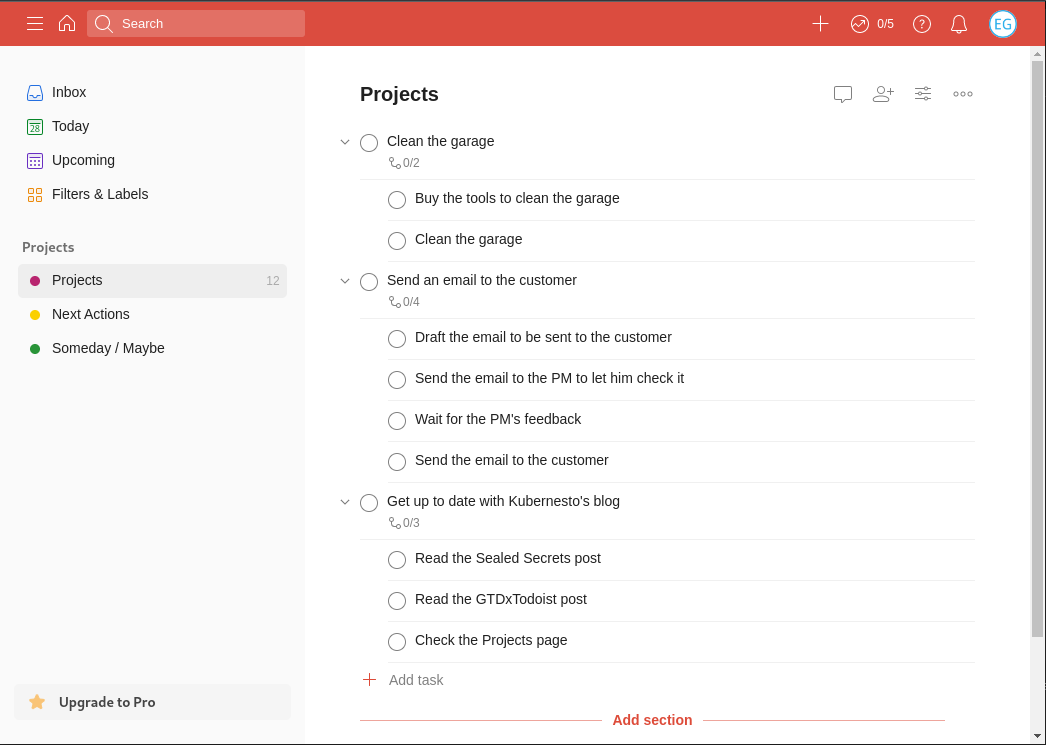 Search
0/5
?
EG
Inbox
28
Today
Upcoming
Filters & Labels
Projects
Projects 12
Next Actions
Someday / Maybe
Upgrade to Pro
Projects
Clean the garage
0/2
Buy the tools to clean the garage
Clean the garage
Send an email to the customer
0/4
Draft the email to be sent to the customer
Send the email to the PM to let him check it
Wait for the PM's feedback
Send the email to the customer
Get up to date with Kubernesto's blog
0/3
Read the Sealed Secrets post
Read the GTDxTodoist post
Check the Projects page
Add task
Add section